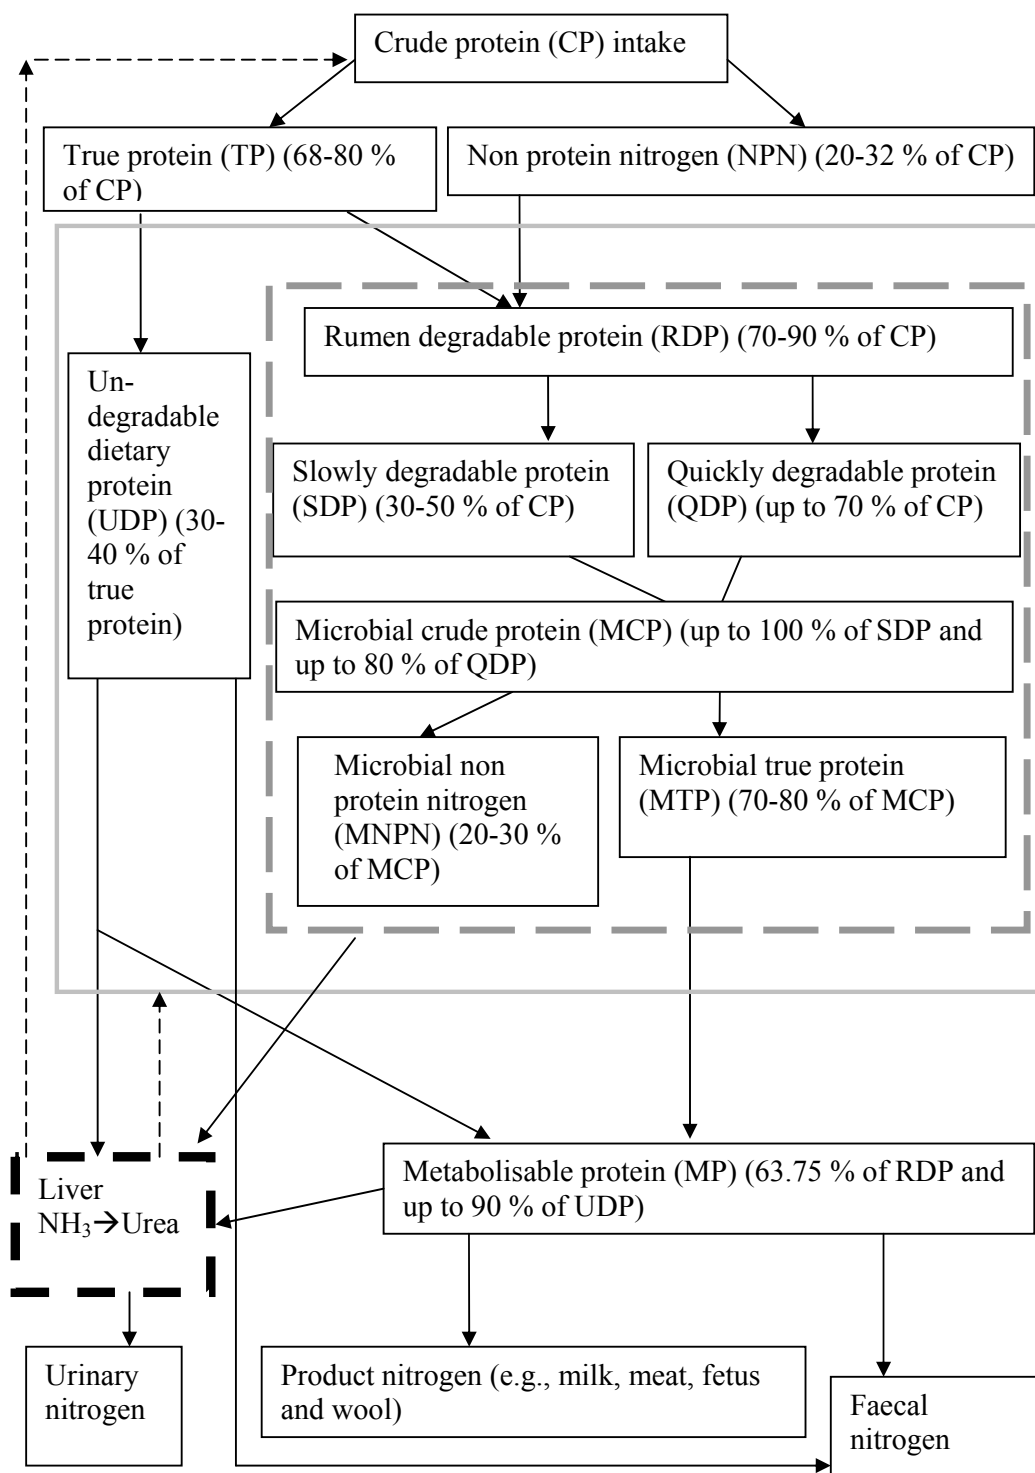 Crude protein (CP) intake
True protein (TP) (68-80 %
of CP)
Non protein nitrogen (NPN) (20-32 % of CP)
Rumen degradable protein (RDP) (70-90 % of CP)
Un-
degradable
dietary
protein
(UDP) (30-
40 % of
true
protein)
Slowly degradable protein
(SDP) (30-50 % of CP)
Quickly degradable protein
(QDP) (up to 70 % of CP)
Microbial crude protein (MCP) (up to 100 % of SDP and
up to 80 % of QDP)
Microbial non
protein nitrogen
(MNPN) (20-30 %
of MCP)
Microbial true protein
(MTP) (70-80 % of MCP)
Metabolisable protein (MP) (63.75 % of RDP and
up to 90 % of UDP)
Liver
NH₃→Urea
Urinary
nitrogen
Product nitrogen (e.g., milk, meat, fetus
and wool)
Faecal
nitrogen